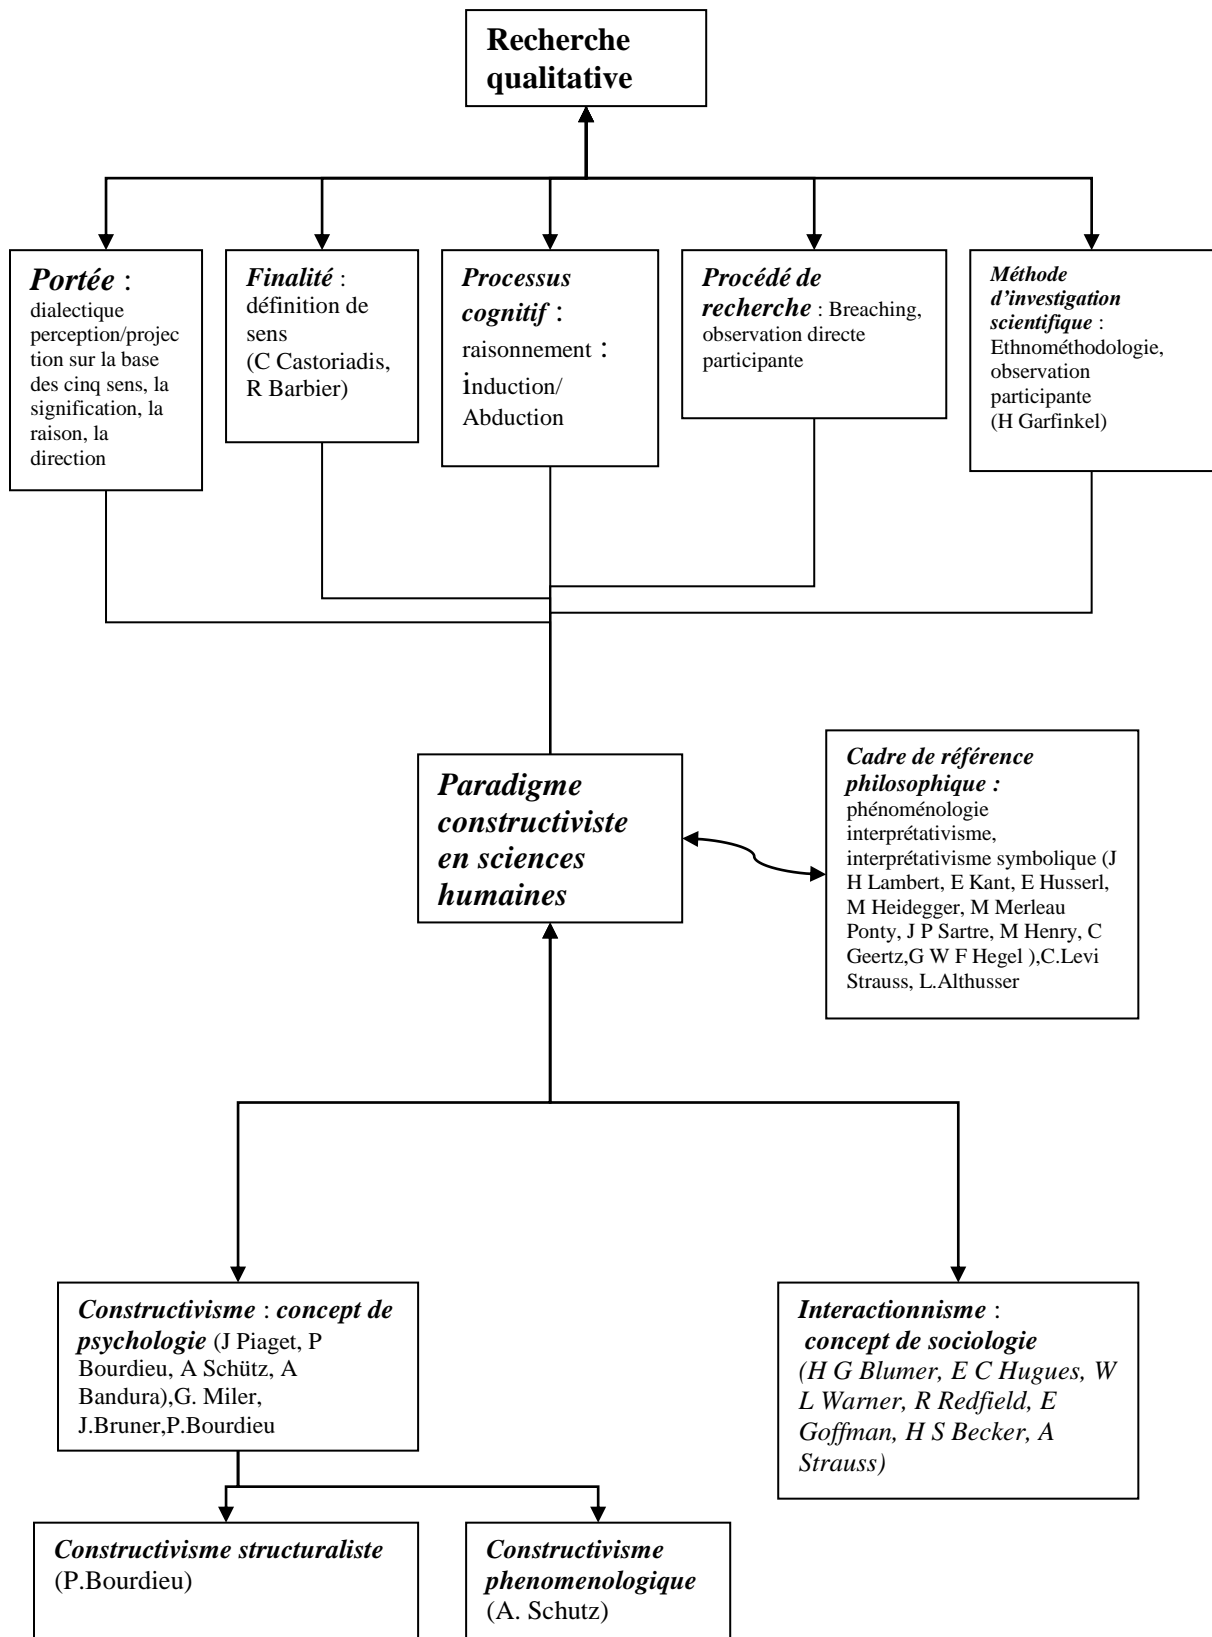 Recherche
qualitative
Portée :
dialectique
perception/projec
tion sur la base
des cinq sens, la
signification, la
raison, la
direction
Finalité :
définition de
sens
(C Castoriadis,
R Barbier)
Processus
cognitif :
raisonnement :
induction/
Abduction
Procédé de
recherche : Breaching,
observation directe
participante
Méthode
d’investigation
scientifique :
Ethnométhodologie,
observation
participante
(H Garfinkel)
Paradigme
constructiviste
en sciences
humaines
Cadre de référence
philosophique :
phénoménologie
interprétativisme,
interprétativisme symbolique (J
H Lambert, E Kant, E Husserl,
M Heidegger, M Merleau
Ponty, J P Sartre, M Henry, C
Geertz,G W F Hegel ),C.Levi
Strauss, L.Althusser
Constructivisme : concept de
psychologie (J Piaget, P
Bourdieu, A Schütz, A
Bandura),G. Miler,
J.Bruner,P.Bourdieu
Interactionnisme :
concept de sociologie
(H G Blumer, E C Hugues, W
L Warner, R Redfield, E
Goffman, H S Becker, A
Strauss)
Constructivisme structuraliste
(P.Bourdieu)
Constructivisme
phenomenologique
(A. Schutz)